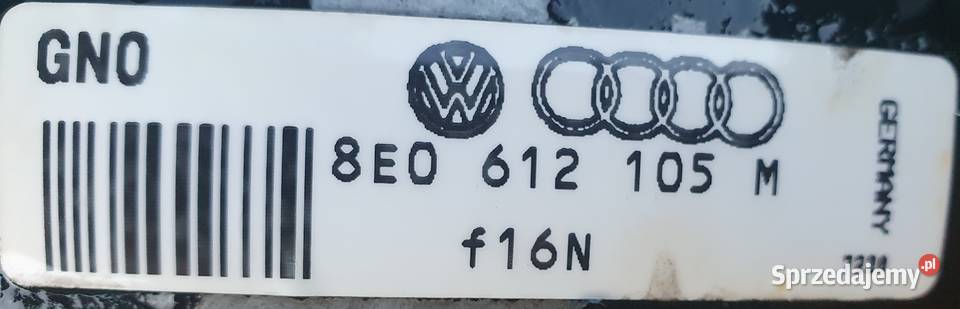 GNO
8E0 612 105 M
f16N
GERMANY
Sprzedajemy.pl